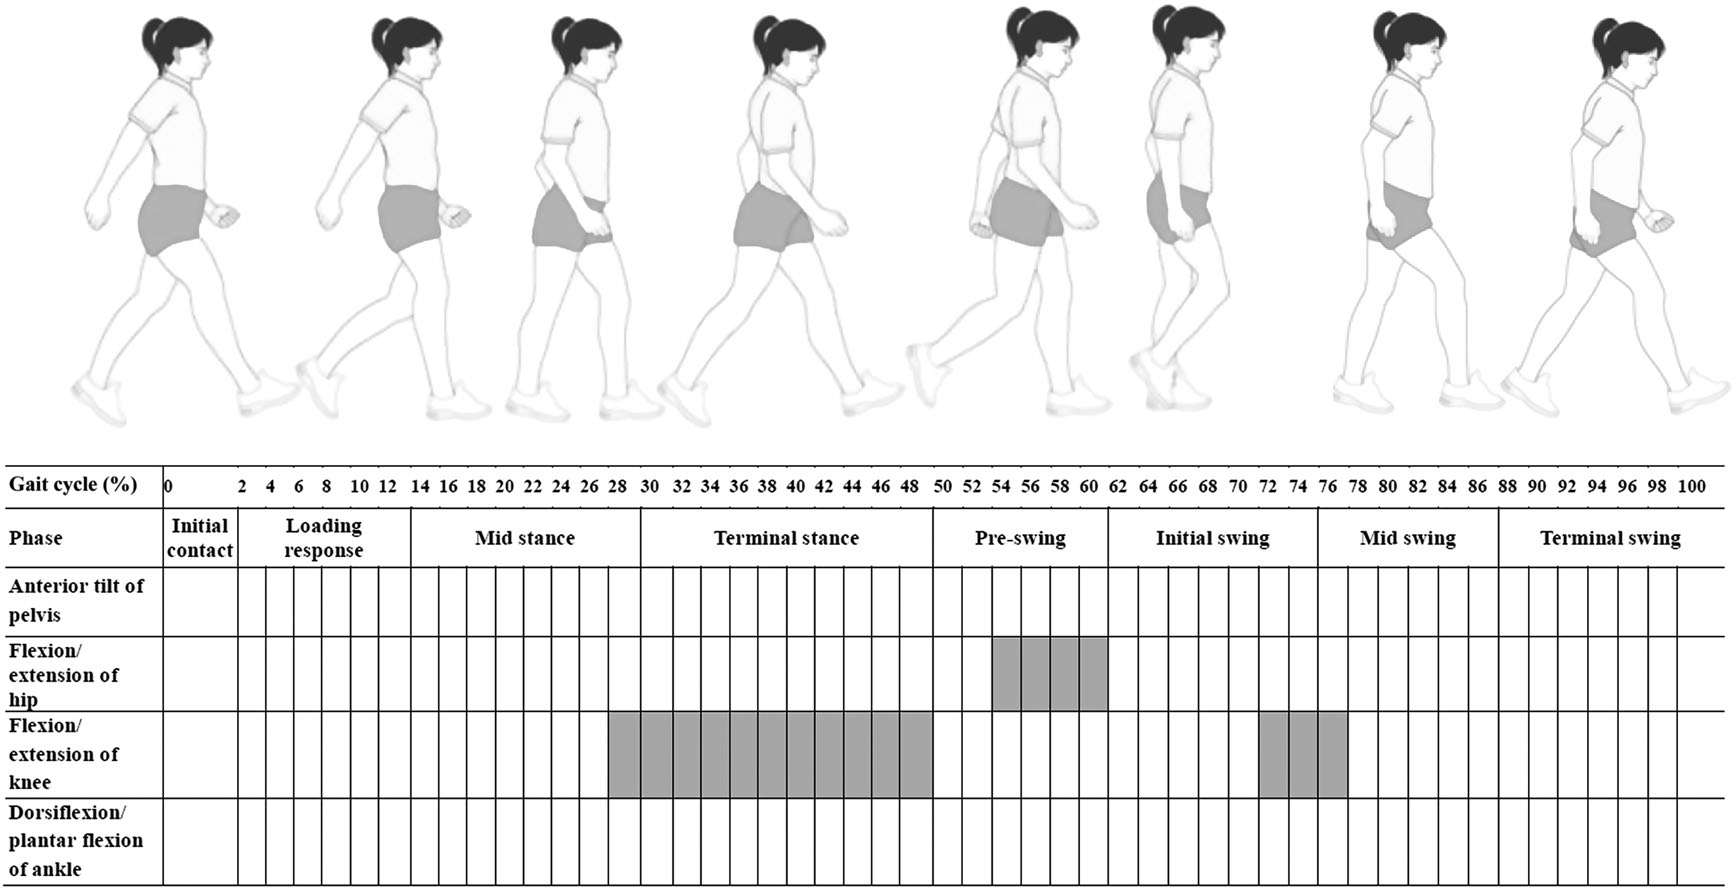 Gait cycle (%) 0 2 4 6 8 10 12 14 16 18 20 22 24 26 28 30 32 34 36 38 40 42 44 46 48 50 52 54 56 58 60 62 64 66 68 70 72 74 76 78 80 82 84 86 88 90 92 94 96 98 100
Phase
Initial
contact
Loading
response
Mid stance
Terminal stance
Pre-swing
Initial swing
Mid swing
Terminal swing
Anterior tilt of
pelvis
Flexion/
extension of
hip
Flexion/
extension of
knee
Dorsiflexion/
plantar flexion
of ankle